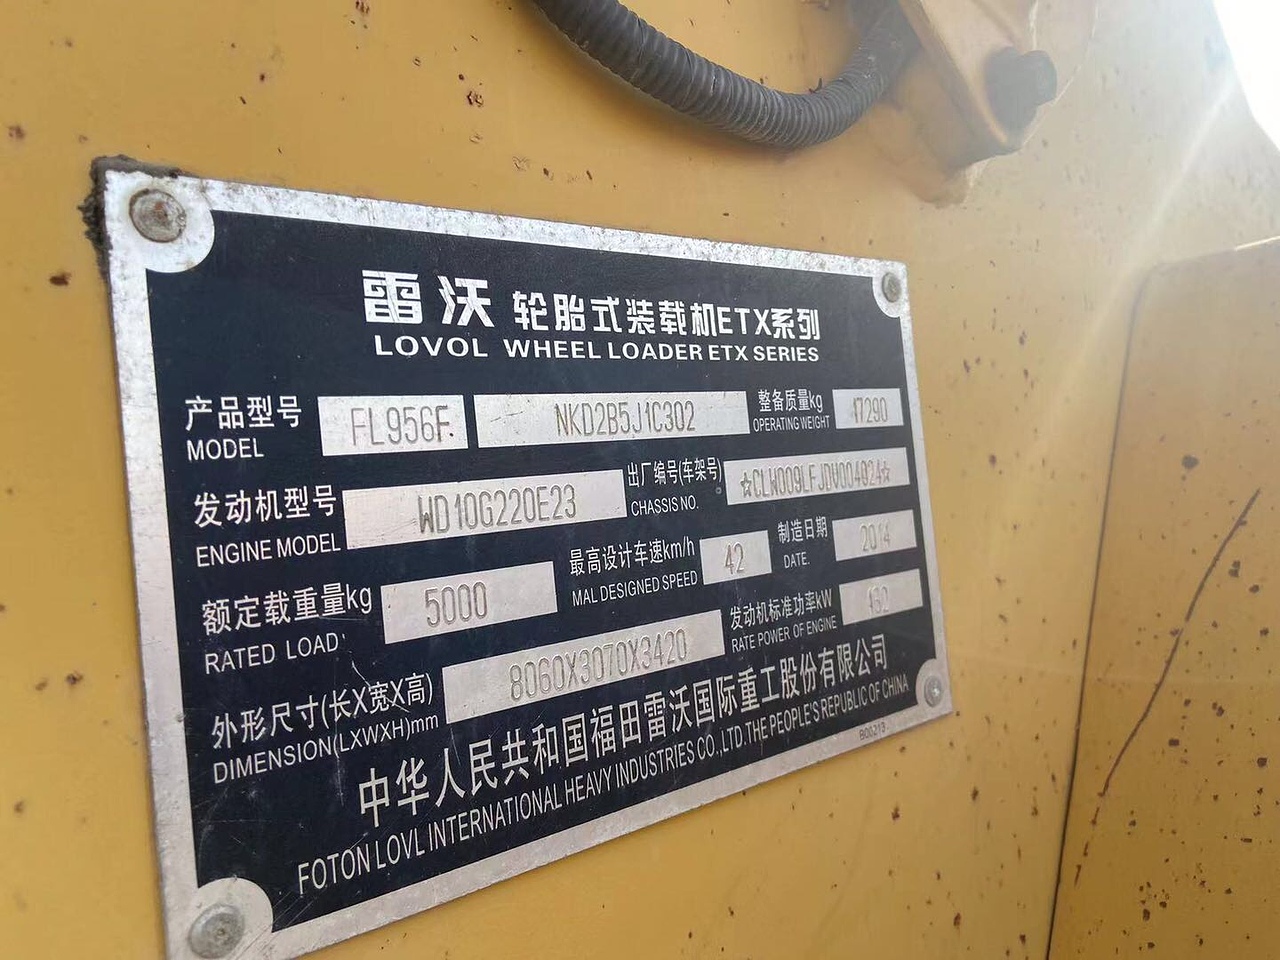 雷沃 轮胎式装载机ETX系列
LOVOL WHEEL LOADER ETX SERIES
产品型号 FL956F NKD2B5J1C302 整备质量kg 17290
MODEL OPERATING WEIGHT
发动机型号 WD10G220E23 出厂编号(车架号) ☆CLW009LFJDV004024☆
ENGINE MODEL CHASSIS NO.
额定载重量kg 5000 最高设计车速km/h 42 制造日期 2014
RATED LOAD MAL DESIGNED SPEED DATE.
外形尺寸(长X宽X高) 8060X3070X3420 发动机标准功率kW 162
DIMENSION(LXWXH)mm RATE POWER OF ENGINE
中华人民共和国福田雷沃国际重工股份有限公司
FOTON LOVL INTERNATIONAL HEAVY INDUSTRIES CO.,LTD.THE PEOPLE'S REPUBLIC OF CHINA